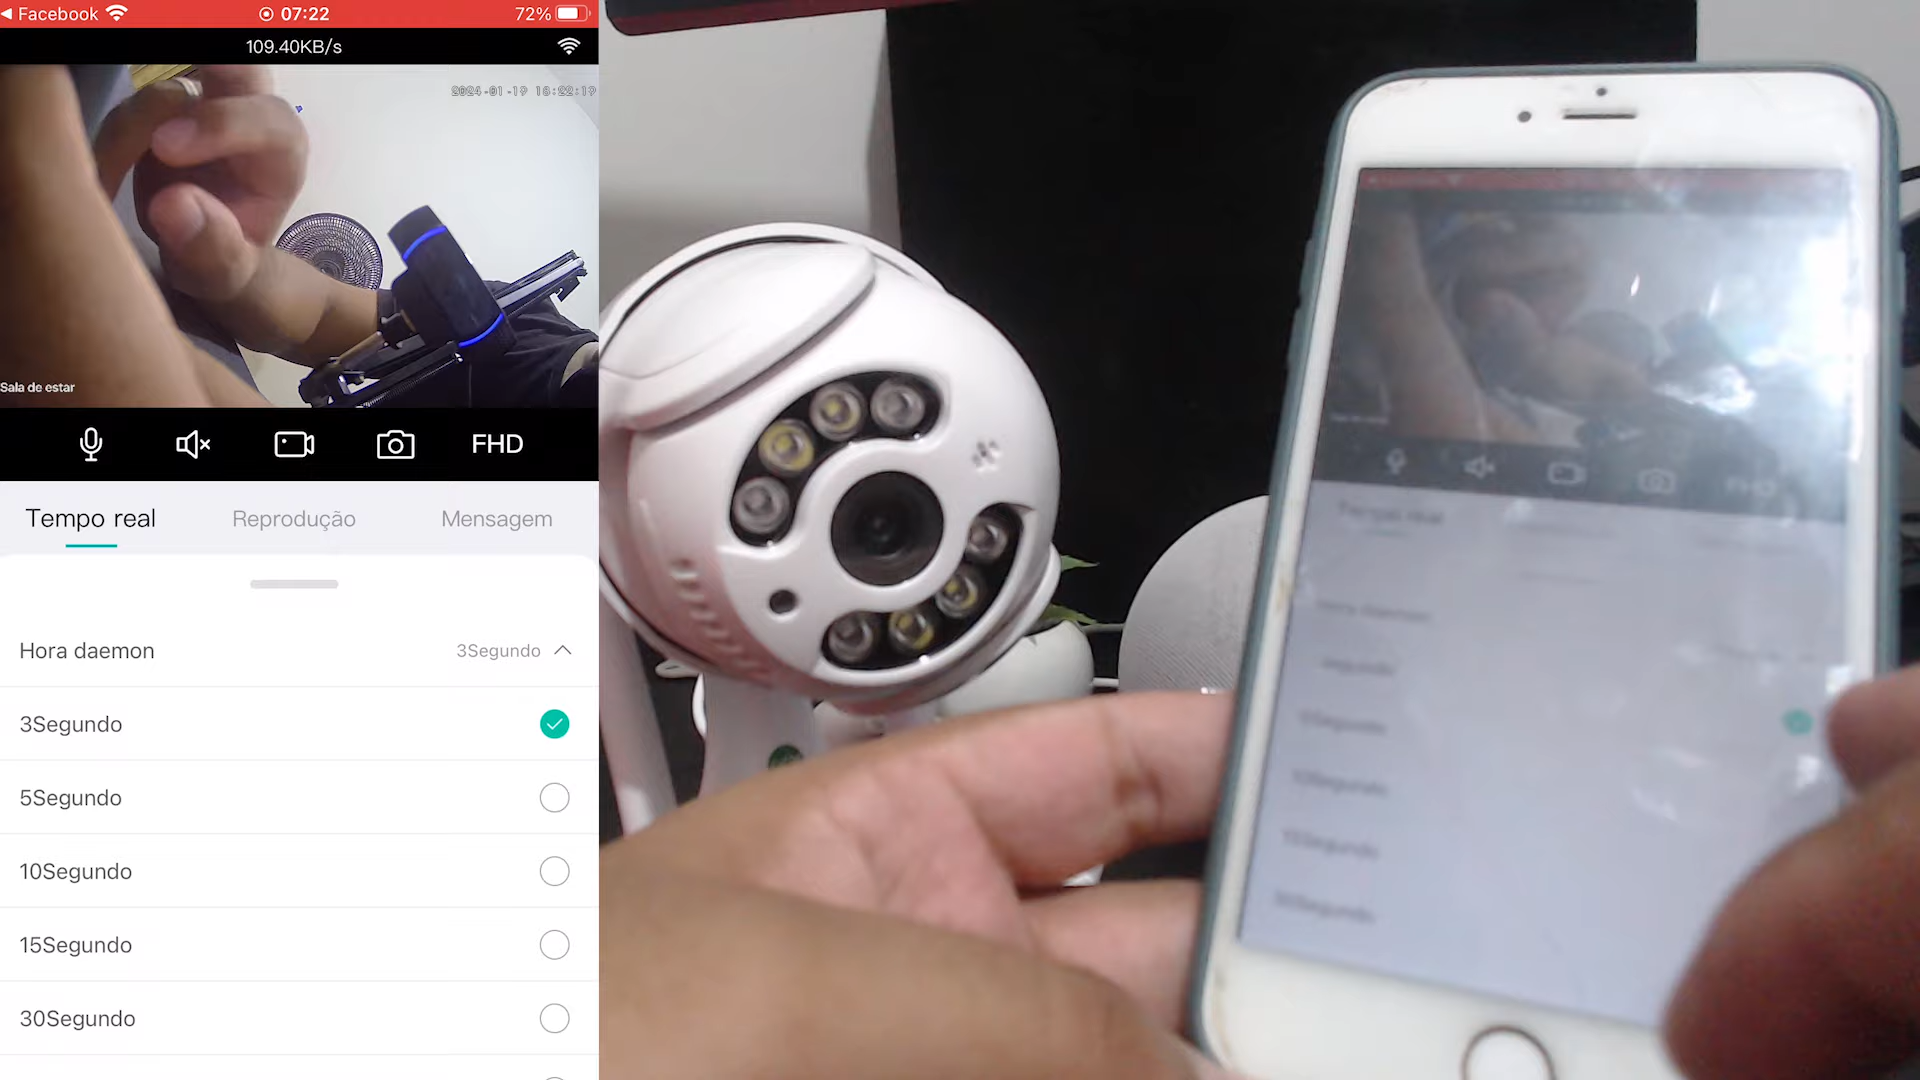 Facebook 07:22 72%
109.40KB/s
2024-01-19 18:22:19
Sala de estar
FHD
Tempo real Reprodução Mensagem
Hora daemon 3Segundo
3Segundo
5Segundo
10Segundo
15Segundo
30Segundo